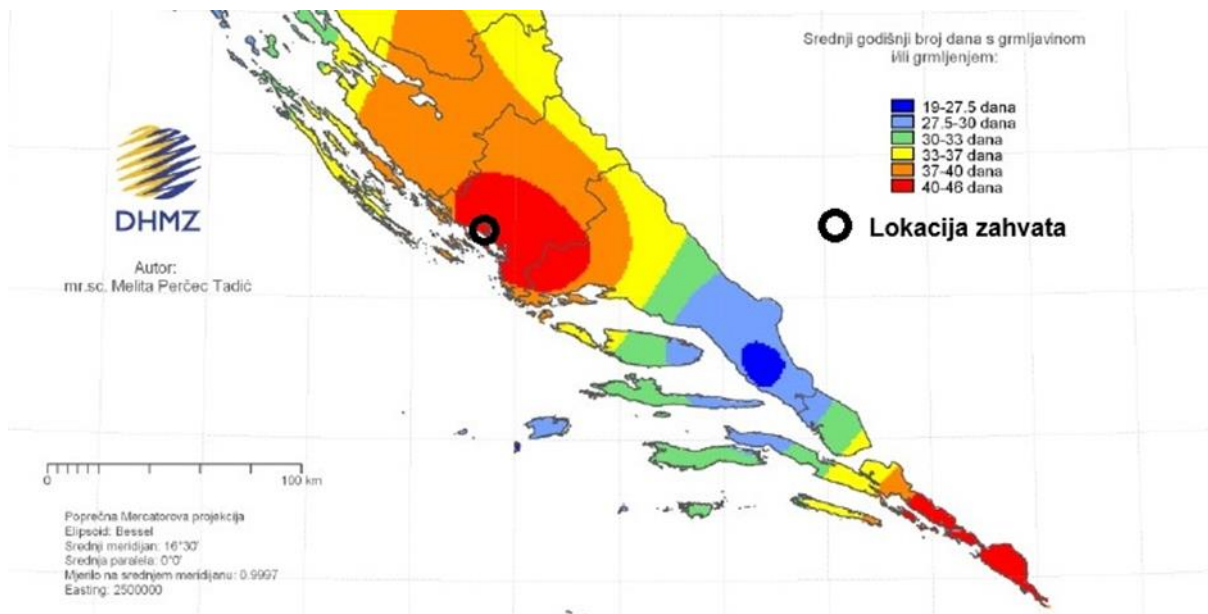 Srednji godišnji broj dana s grmljavinom
i/ili grmljenjem:
19-27.5 dana
27.5-30 dana
30-33 dana
33-37 dana
37-40 dana
40-46 dana
Lokacija zahvata
DHMZ
Autor:
mr.sc. Melita Perčec Tadić
0
100 km
Poprečna Mercatorova projekcija
Elipsoid: Bessel
Srednji meridijan: 16°30'
Srednja paralela: 0°0'
Mjerilo na srednjem meridijanu: 0.9997
Easting: 2500000